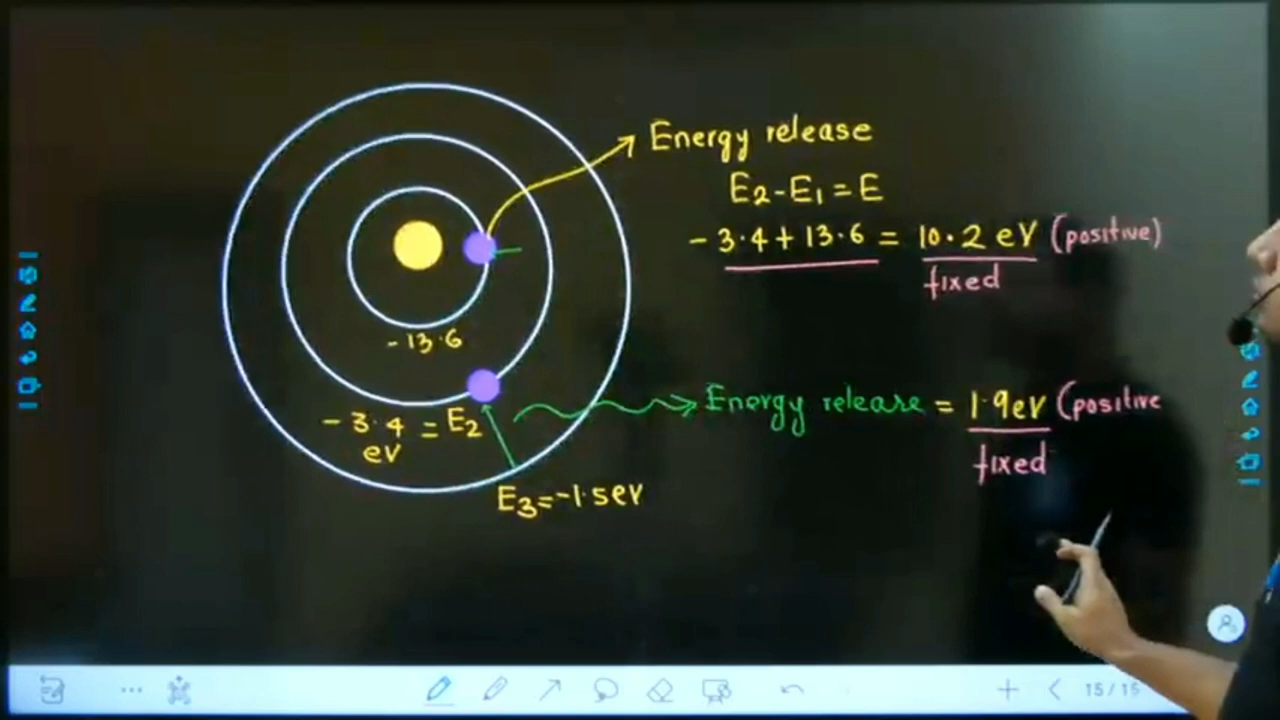 Energy release
E2-E1 = E
-3.4+13.6 = 10.2 eV (positive)
fixed
-13.6
Energy release = 1.9eV (positive
-3.4 = E2
eV
fixed
E3=-1.5eV
15/15